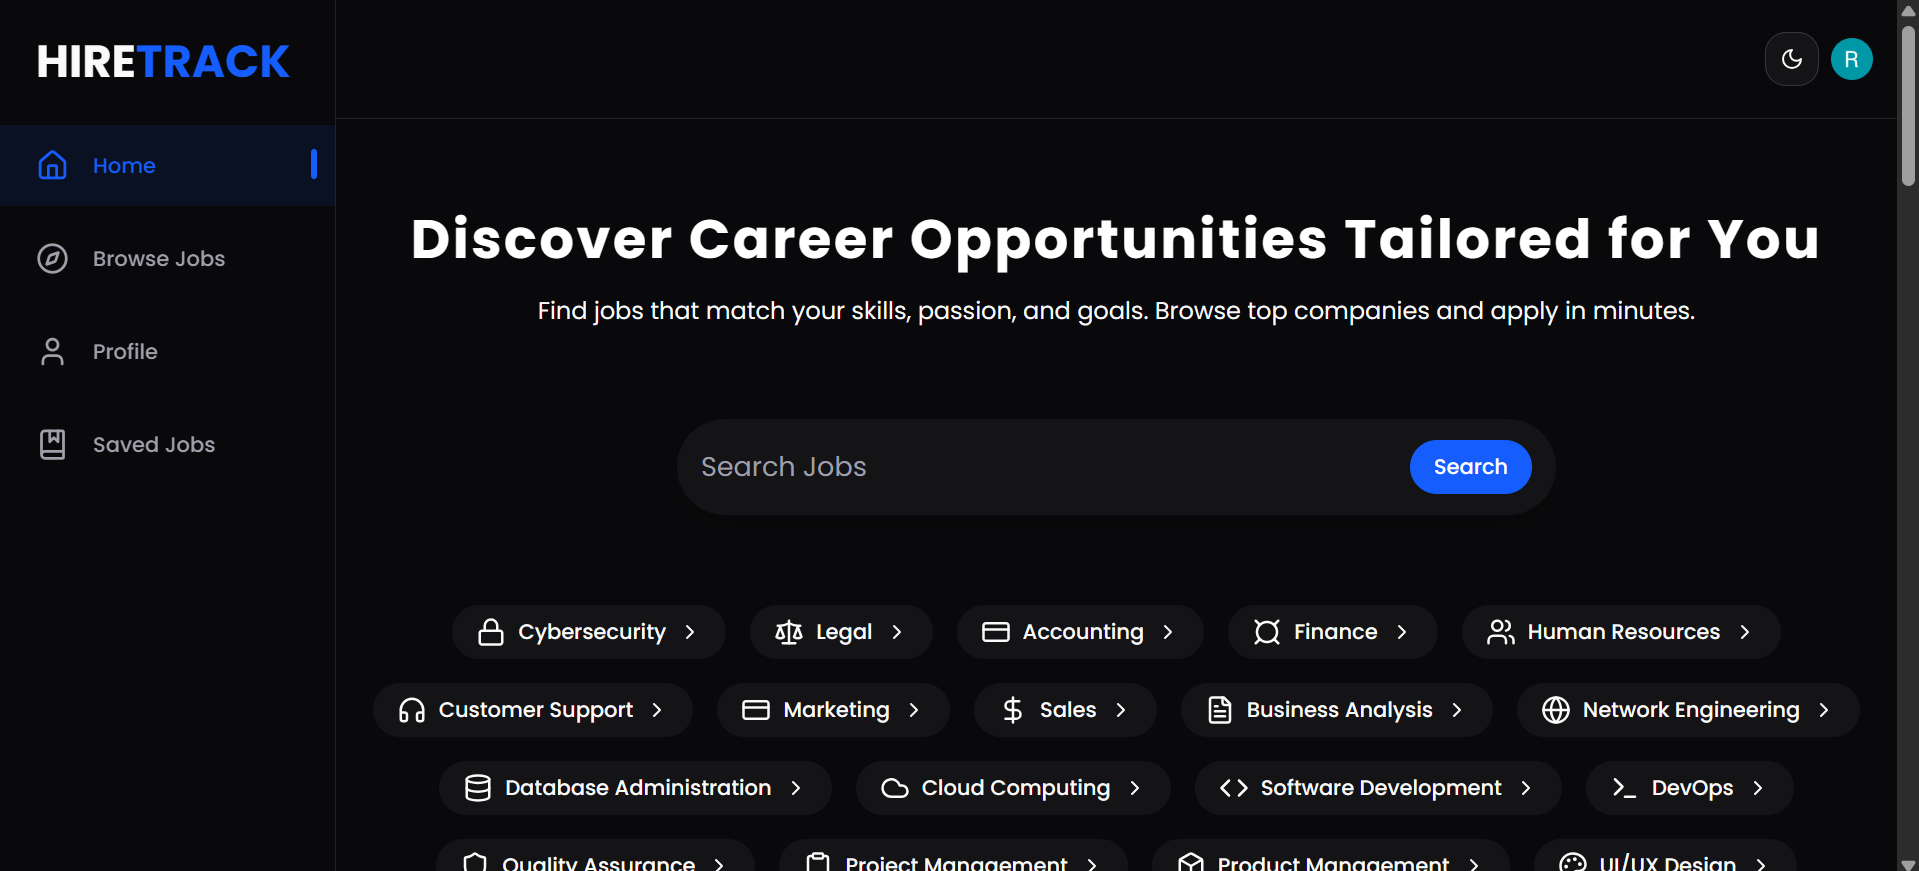 HIRETRACK
R
Home
Browse Jobs
Profile
Saved Jobs
Discover Career Opportunities Tailored for You
Find jobs that match your skills, passion, and goals. Browse top companies and apply in minutes.
Search Jobs
Search
Cybersecurity
Legal
Accounting
Finance
Human Resources
Customer Support
Marketing
Sales
Business Analysis
Network Engineering
Database Administration
Cloud Computing
Software Development
DevOps
Quality Assurance
Project Management
Product Management
UI/UX Design